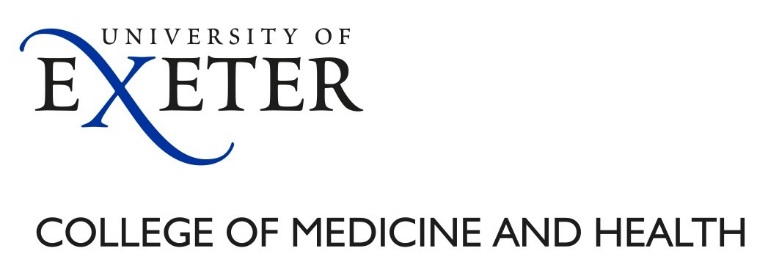 UNIVERSITY OF
EXETER
COLLEGE OF MEDICINE AND HEALTH